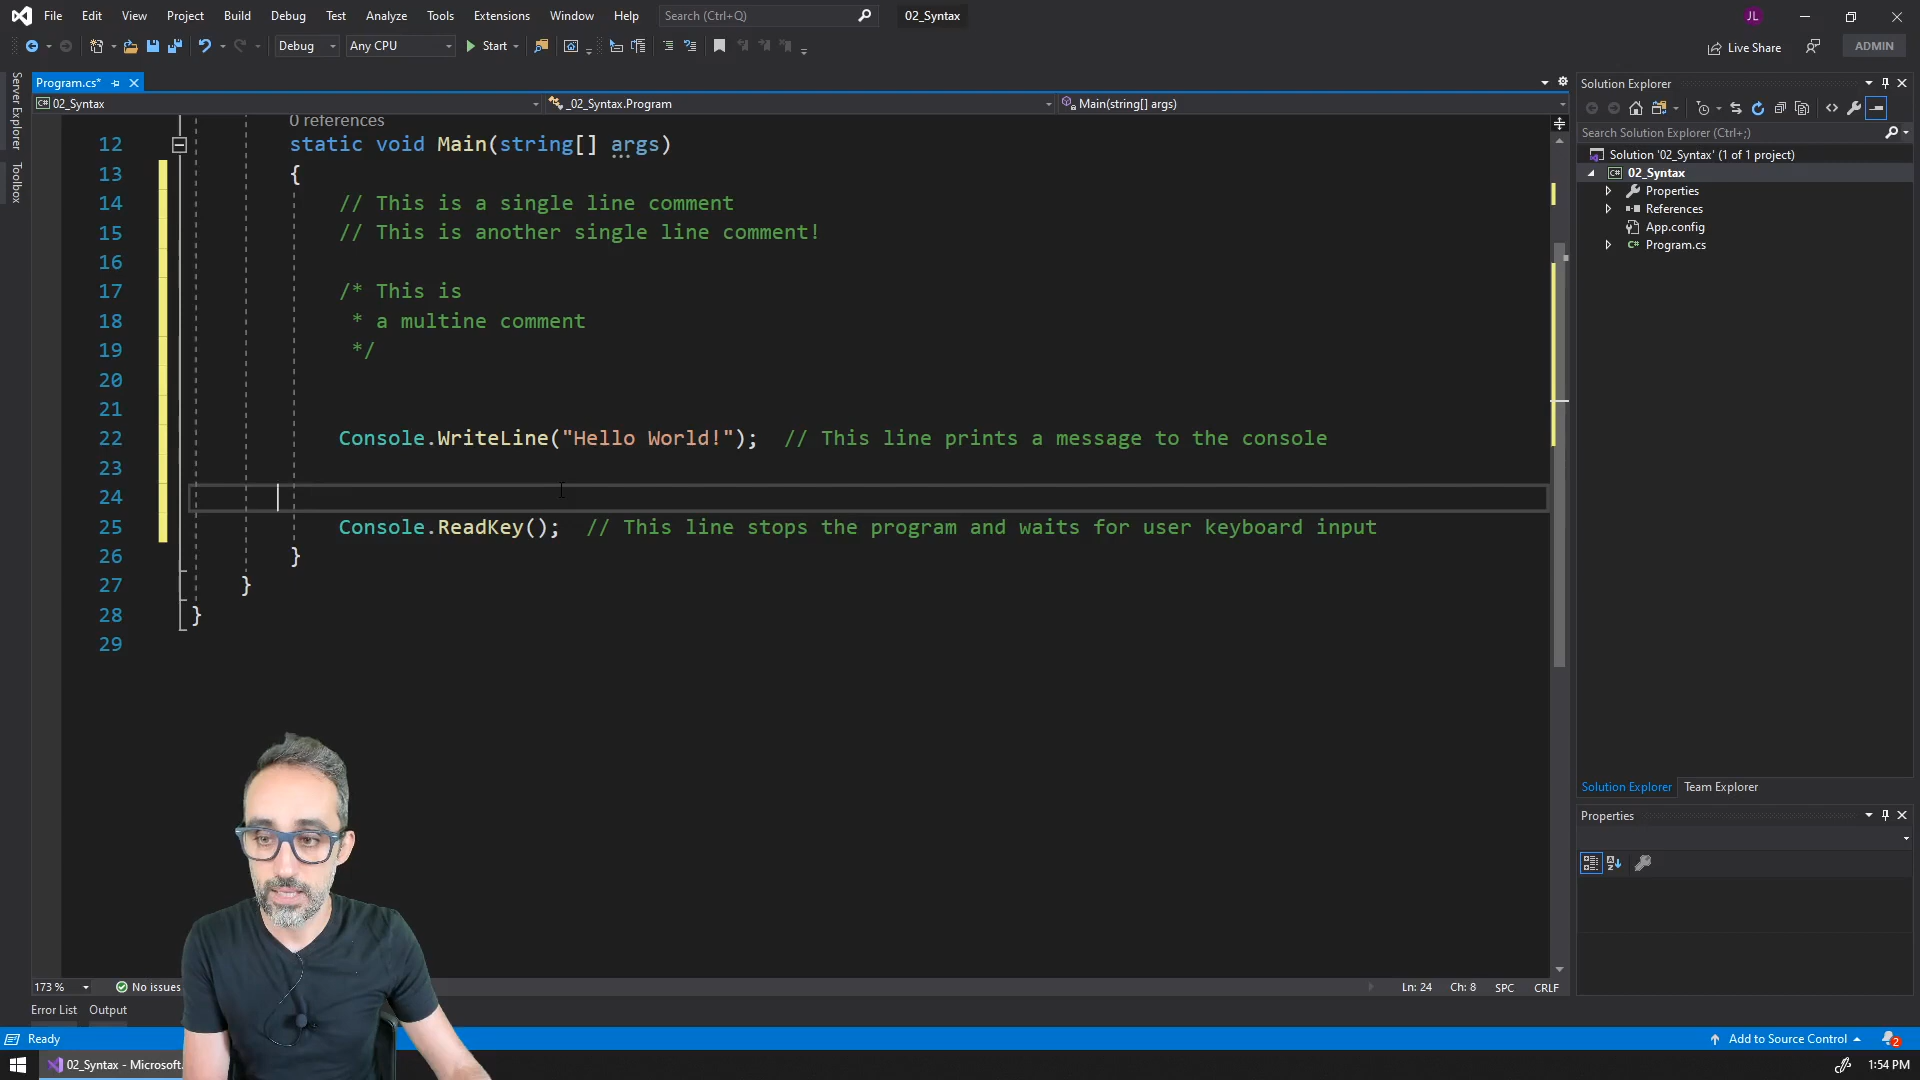 File Edit View Project Build Debug Test Analyze Tools Extensions Window Help Search (Ctrl+Q) 02_Syntax JL
Debug Any CPU Start Live Share ADMIN
Server Explorer
Toolbox
Program.cs*
02_Syntax _02_Syntax.Program Main(string[] args)
0 references
12 static void Main(string[] args)
13 {
14 // This is a single line comment
15 // This is another single line comment!
16
17 /* This is
18 * a multine comment
19 */
20
21
22 Console.WriteLine("Hello World!"); // This line prints a message to the console
23
24
25 Console.ReadKey(); // This line stops the program and waits for user keyboard input
26 }
27 }
28 }
29
173 % No issues Ln: 24 Ch: 8 SPC CRLF
Error List Output
Solution Explorer
Search Solution Explorer (Ctrl+;)
Solution '02_Syntax' (1 of 1 project)
02_Syntax
Properties
References
App.config
C# Program.cs
Solution Explorer Team Explorer
Properties
Ready Add to Source Control 2
02_Syntax - Microsoft. 1:54 PM